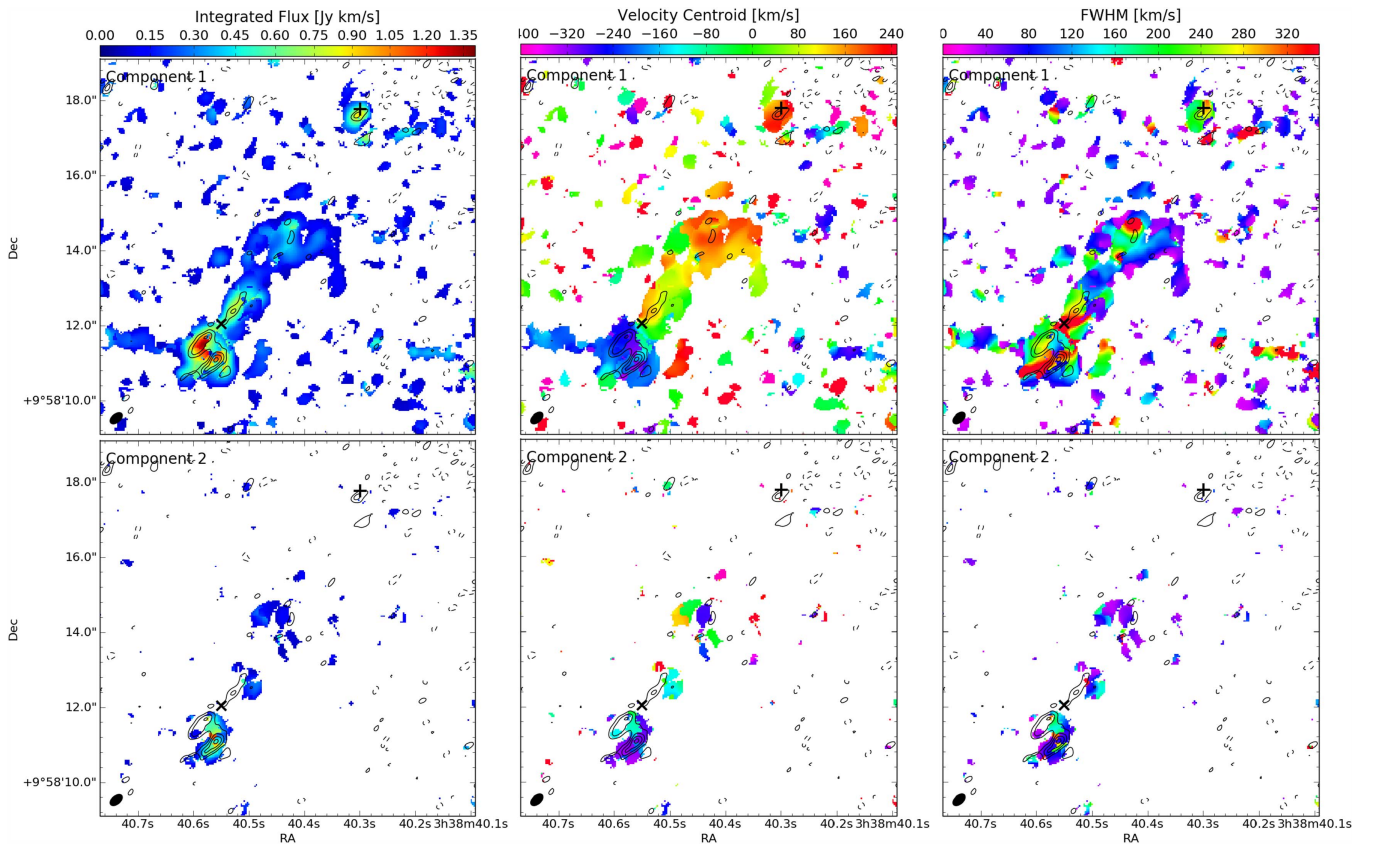 Integrated Flux [Jy km/s]
0.00 0.15 0.30 0.45 0.60 0.75 0.90 1.05 1.20 1.35
Velocity Centroid [km/s]
400 −320 −240 −160 −80 0 80 160 240
FWHM [km/s]
0 40 80 120 160 200 240 280 320
Component 1
Component 1
Component 1
Dec
18.0"
16.0"
14.0"
12.0"
+9°58'10.0"
Component 2
Component 2
Component 2
Dec
18.0"
16.0"
14.0"
12.0"
+9°58'10.0"
40.7s 40.6s 40.5s 40.4s 40.3s 40.2s 3h38m40.1s
40.7s 40.6s 40.5s 40.4s 40.3s 40.2s 3h38m40.1s
40.7s 40.6s 40.5s 40.4s 40.3s 40.2s 3h38m40.1s
RA
RA
RA